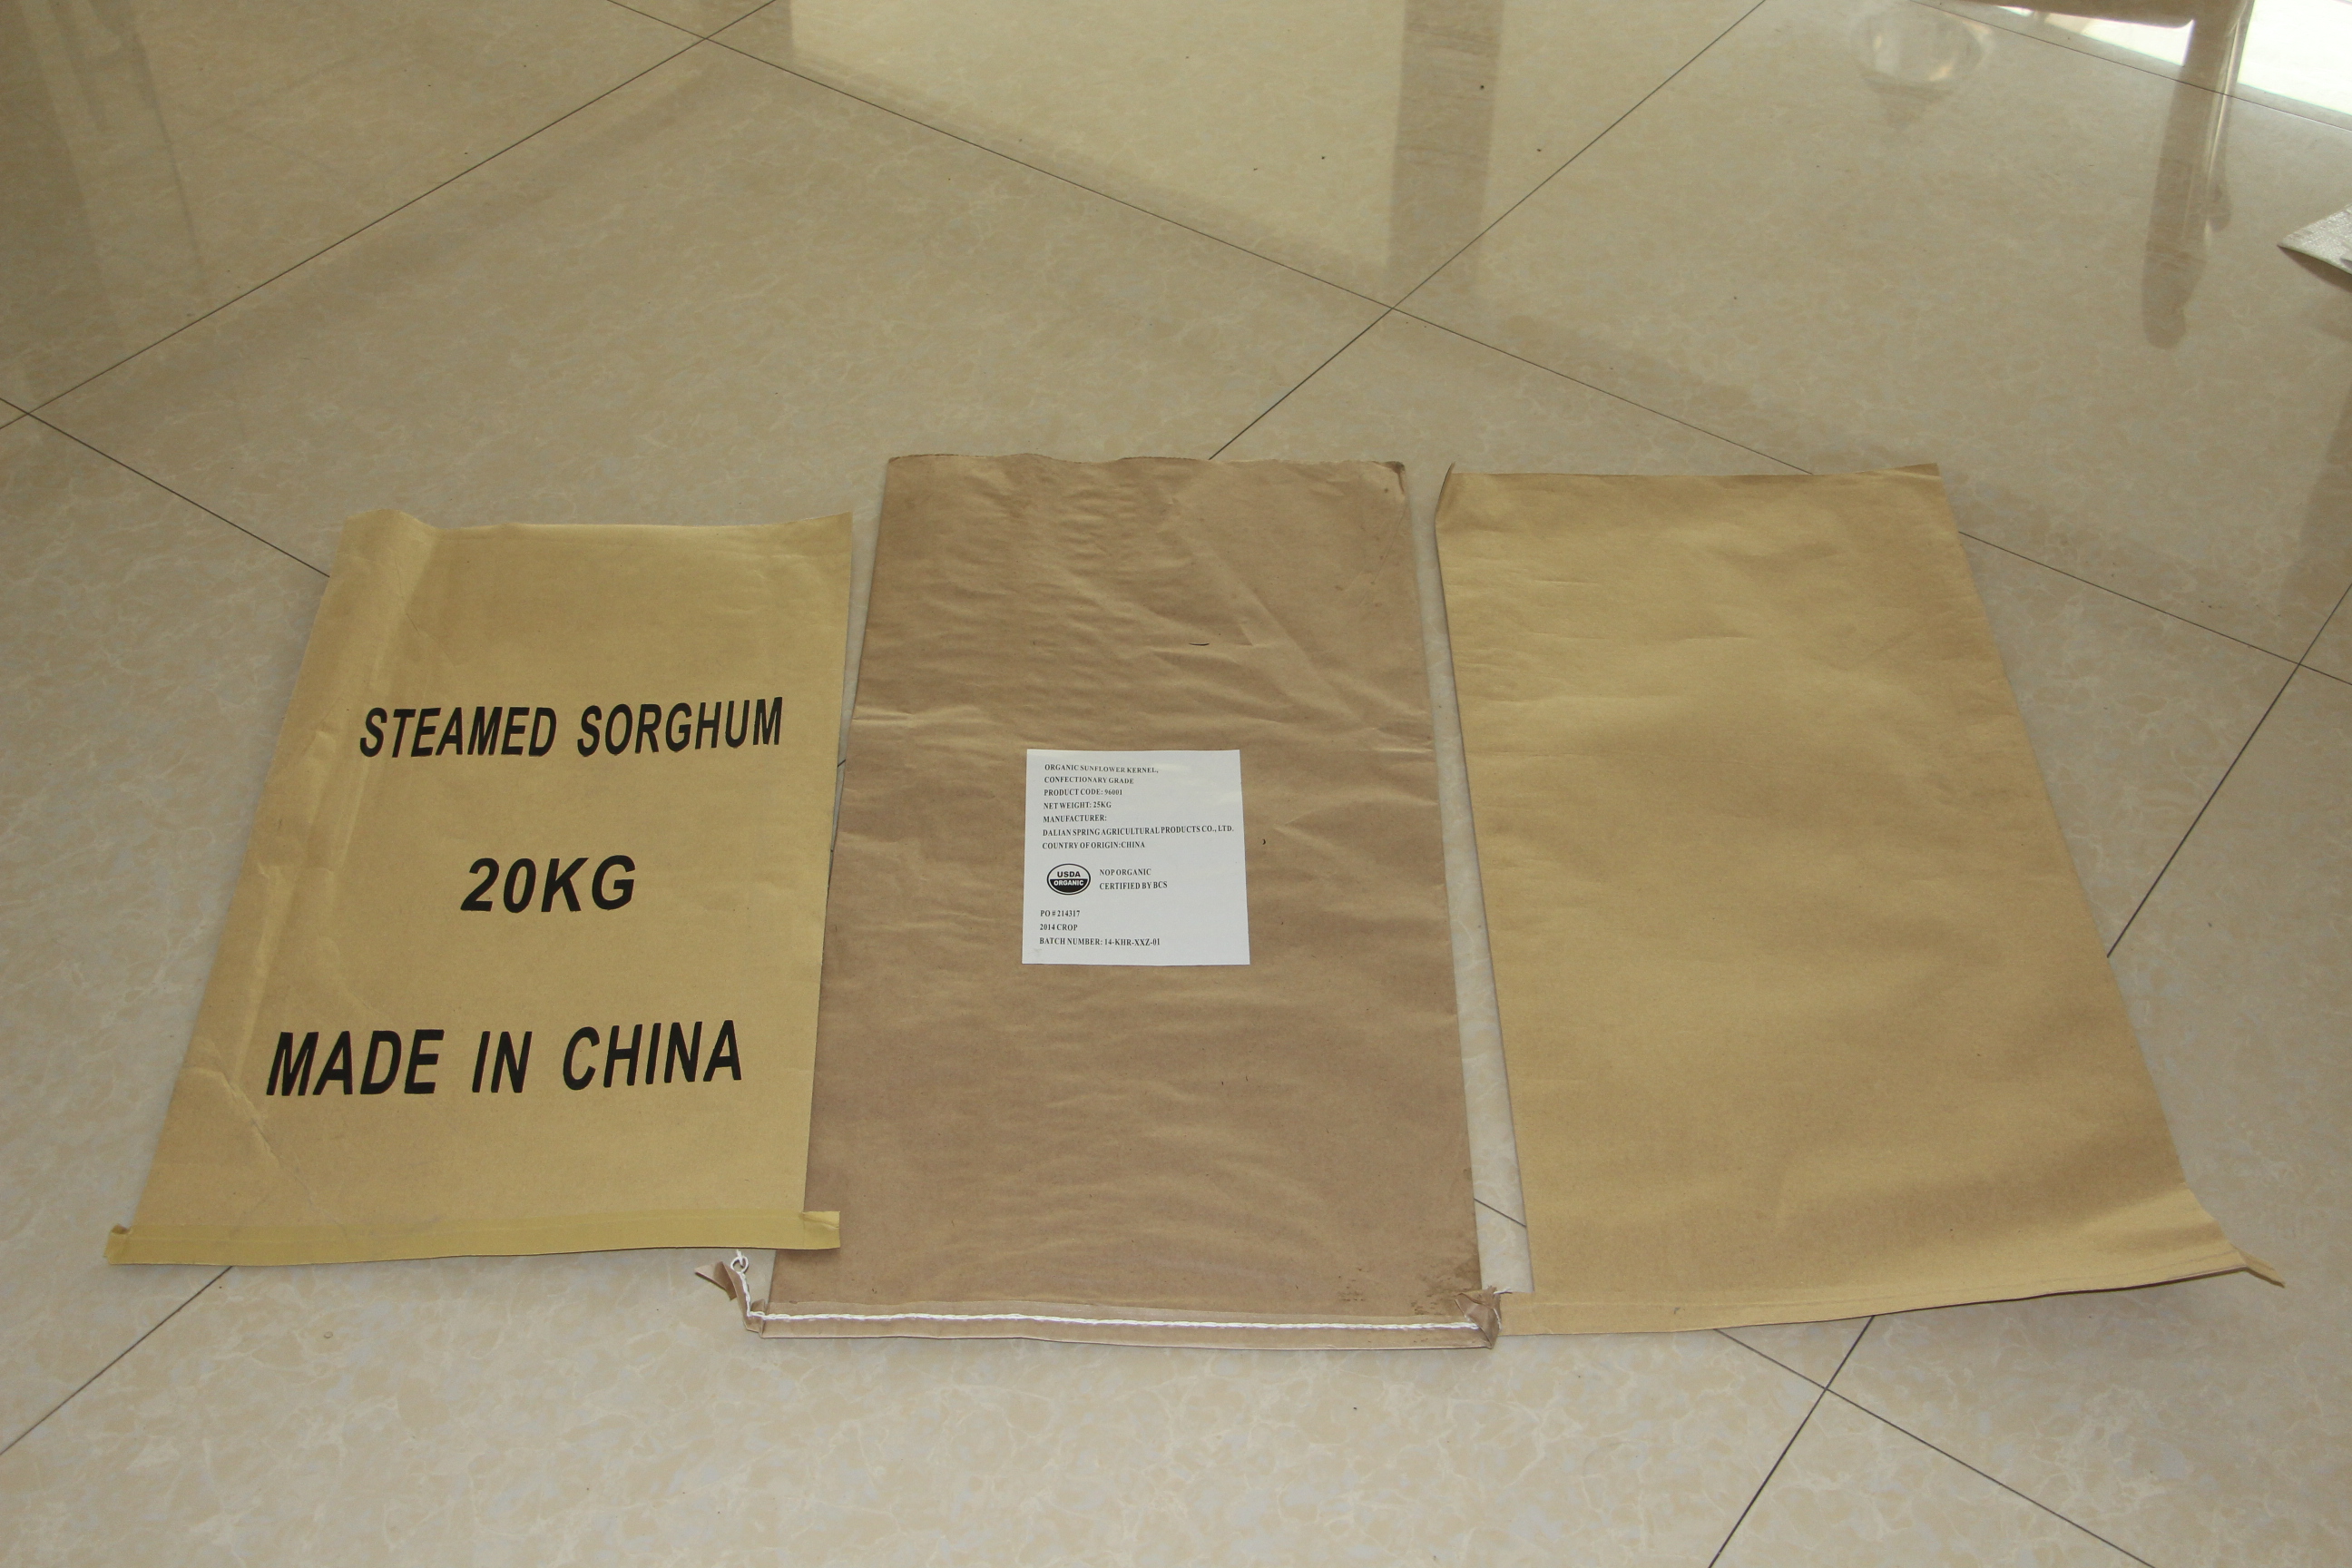 STEAMED SORGHUM
20KG
MADE IN CHINA
ORGANIC SUNFLOWER KERNEL,
CONFECTIONARY GRADE
PRODUCT CODE: 96001
NET WEIGHT: 25KG
MANUFACTURER:
DALIAN SPRING AGRICULTURAL PRODUCTS CO., LTD.
COUNTRY OF ORIGIN:CHINA
USDA
ORGANIC
NOP ORGANIC
CERTIFIED BY BCS
PO # 214317
2014 CROP
BATCH NUMBER: 14-KHR-XXZ-01